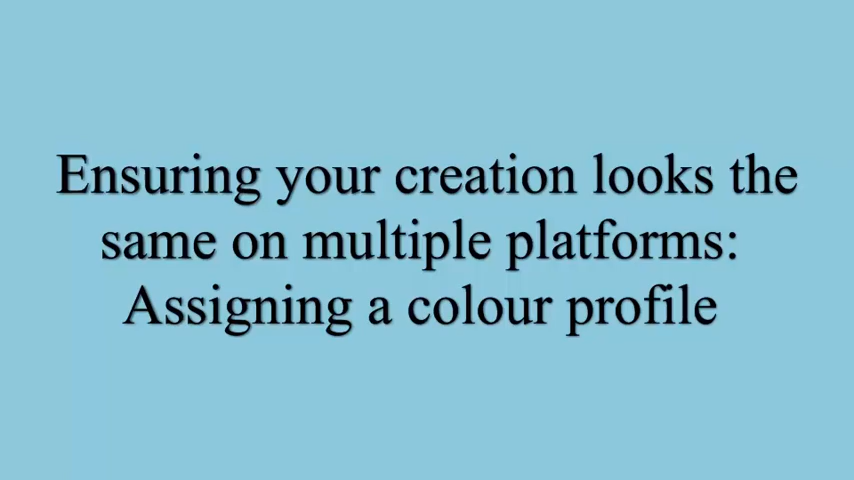 Ensuring your creation looks the
same on multiple platforms:
Assigning a colour profile